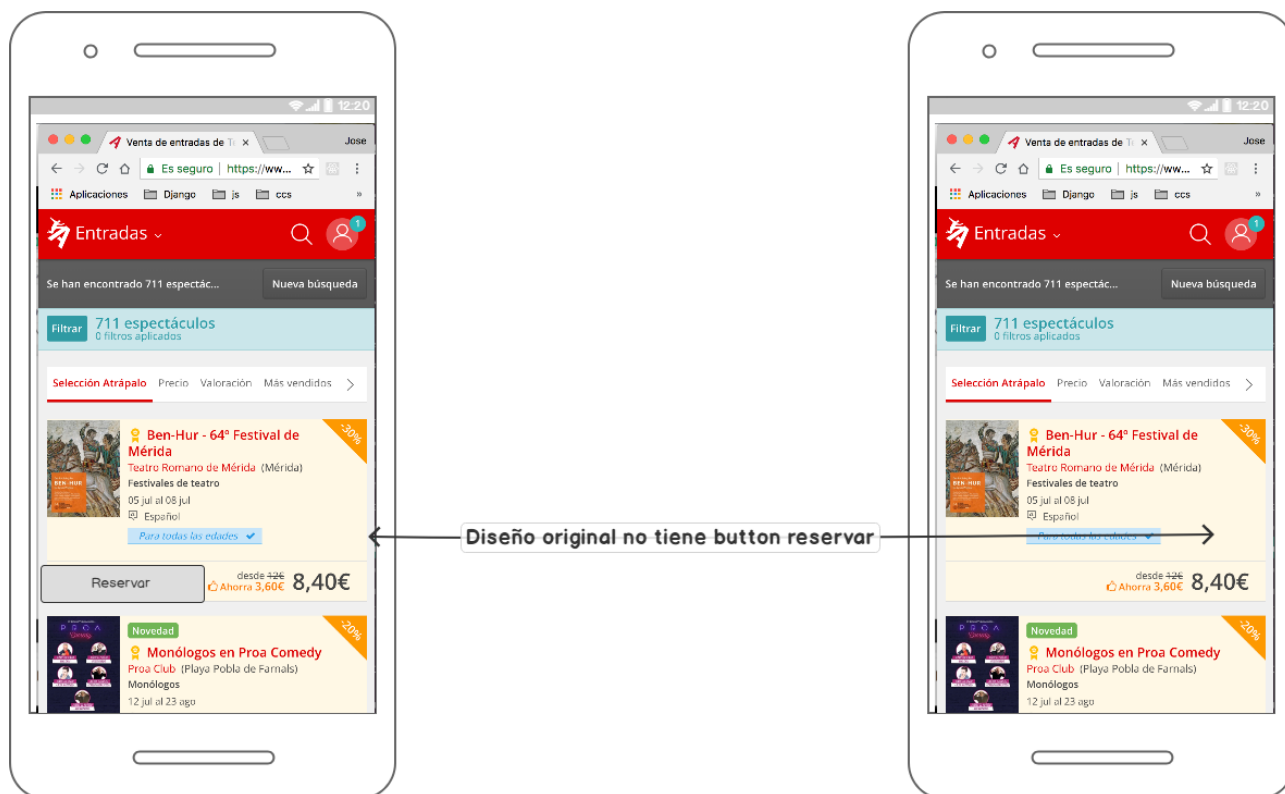 12:20
Venta de entradas de T
Jose
Es seguro | https://ww...
Aplicaciones Django js ccs »
Entradas
1
Se han encontrado 711 espectác...
Nueva búsqueda
Filtrar
711 espectáculos
0 filtros aplicados
Selección Atrápalo Precio Valoración Más vendidos
-30%
Ben-Hur - 64º Festival de
Mérida
Teatro Romano de Mérida (Mérida)
Festivales de teatro
05 jul al 08 jul
Español
Para todas las edades
BEN-HUR
Reservar
desde 12€
Ahorra 3,60€
8,40€
-20%
Novedad
PROA
Monólogos en Proa Comedy
Proa Club (Playa Pobla de Farnals)
Monólogos
12 jul al 23 ago
Diseño original no tiene button reservar
12:20
Venta de entradas de T
Jose
Es seguro | https://ww...
Aplicaciones Django js ccs »
Entradas
1
Se han encontrado 711 espectác...
Nueva búsqueda
Filtrar
711 espectáculos
0 filtros aplicados
Selección Atrápalo Precio Valoración Más vendidos
-30%
Ben-Hur - 64º Festival de
Mérida
Teatro Romano de Mérida (Mérida)
Festivales de teatro
05 jul al 08 jul
Español
Para todas las edades
BEN-HUR
desde 12€
Ahorra 3,60€
8,40€
-20%
Novedad
PROA
Monólogos en Proa Comedy
Proa Club (Playa Pobla de Farnals)
Monólogos
12 jul al 23 ago